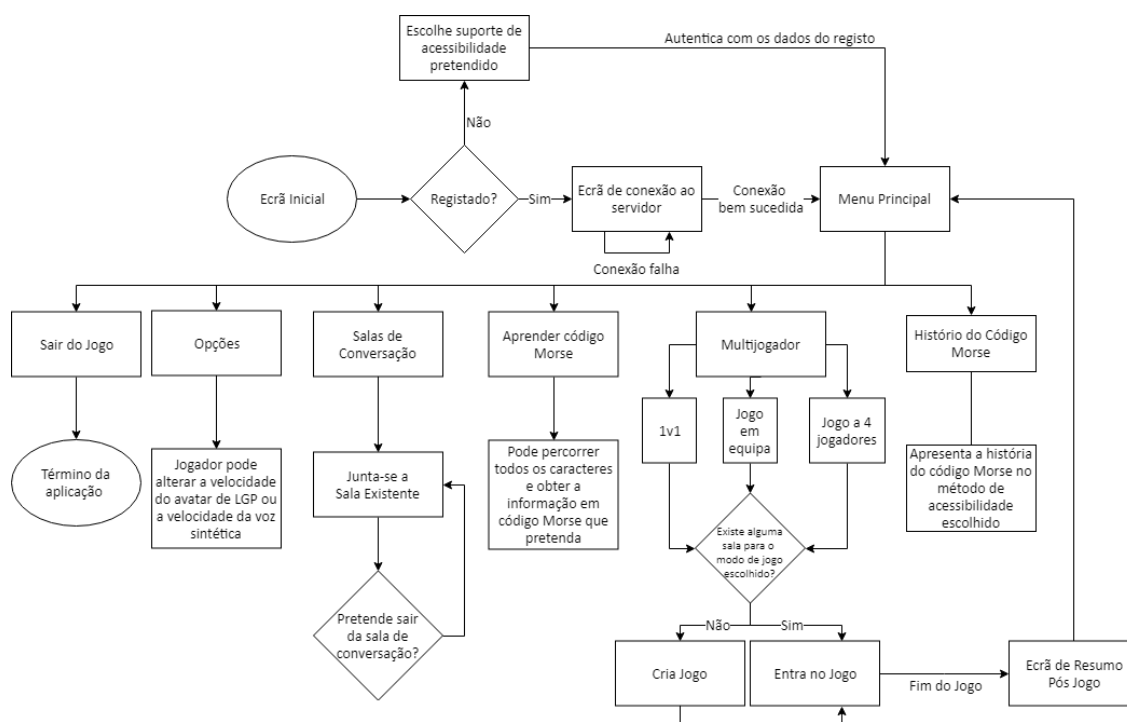 Escolhe suporte de
acessibilidade
pretendido
Autentica com os dados do registo
Não
Ecrã Inicial
Registado?
Sim
Ecrã de conexão ao
servidor
Conexão
bem sucedida
Menu Principal
Conexão falha
Sair do Jogo
Opções
Salas de
Conversação
Aprender código
Morse
Multijogador
Histório do Código
Morse
1v1
Jogo
em
equipa
Jogo a 4
jogadores
Término da
aplicação
Jogador pode
alterar a velocidade
do avatar de LGP ou
a velocidade da voz
sintética
Junta-se a
Sala Existente
Pode percorrer
todos os caracteres
e obter a
informação em
código Morse que
pretenda
Existe alguma
sala para o
modo de jogo
escolhido?
Apresenta a história
do código Morse no
método de
acessibilidade
escolhido
Pretende sair
da sala de
conversação?
Não
Sim
Cria Jogo
Entra no Jogo
Fim do Jogo
Ecrã de Resumo
Pós Jogo